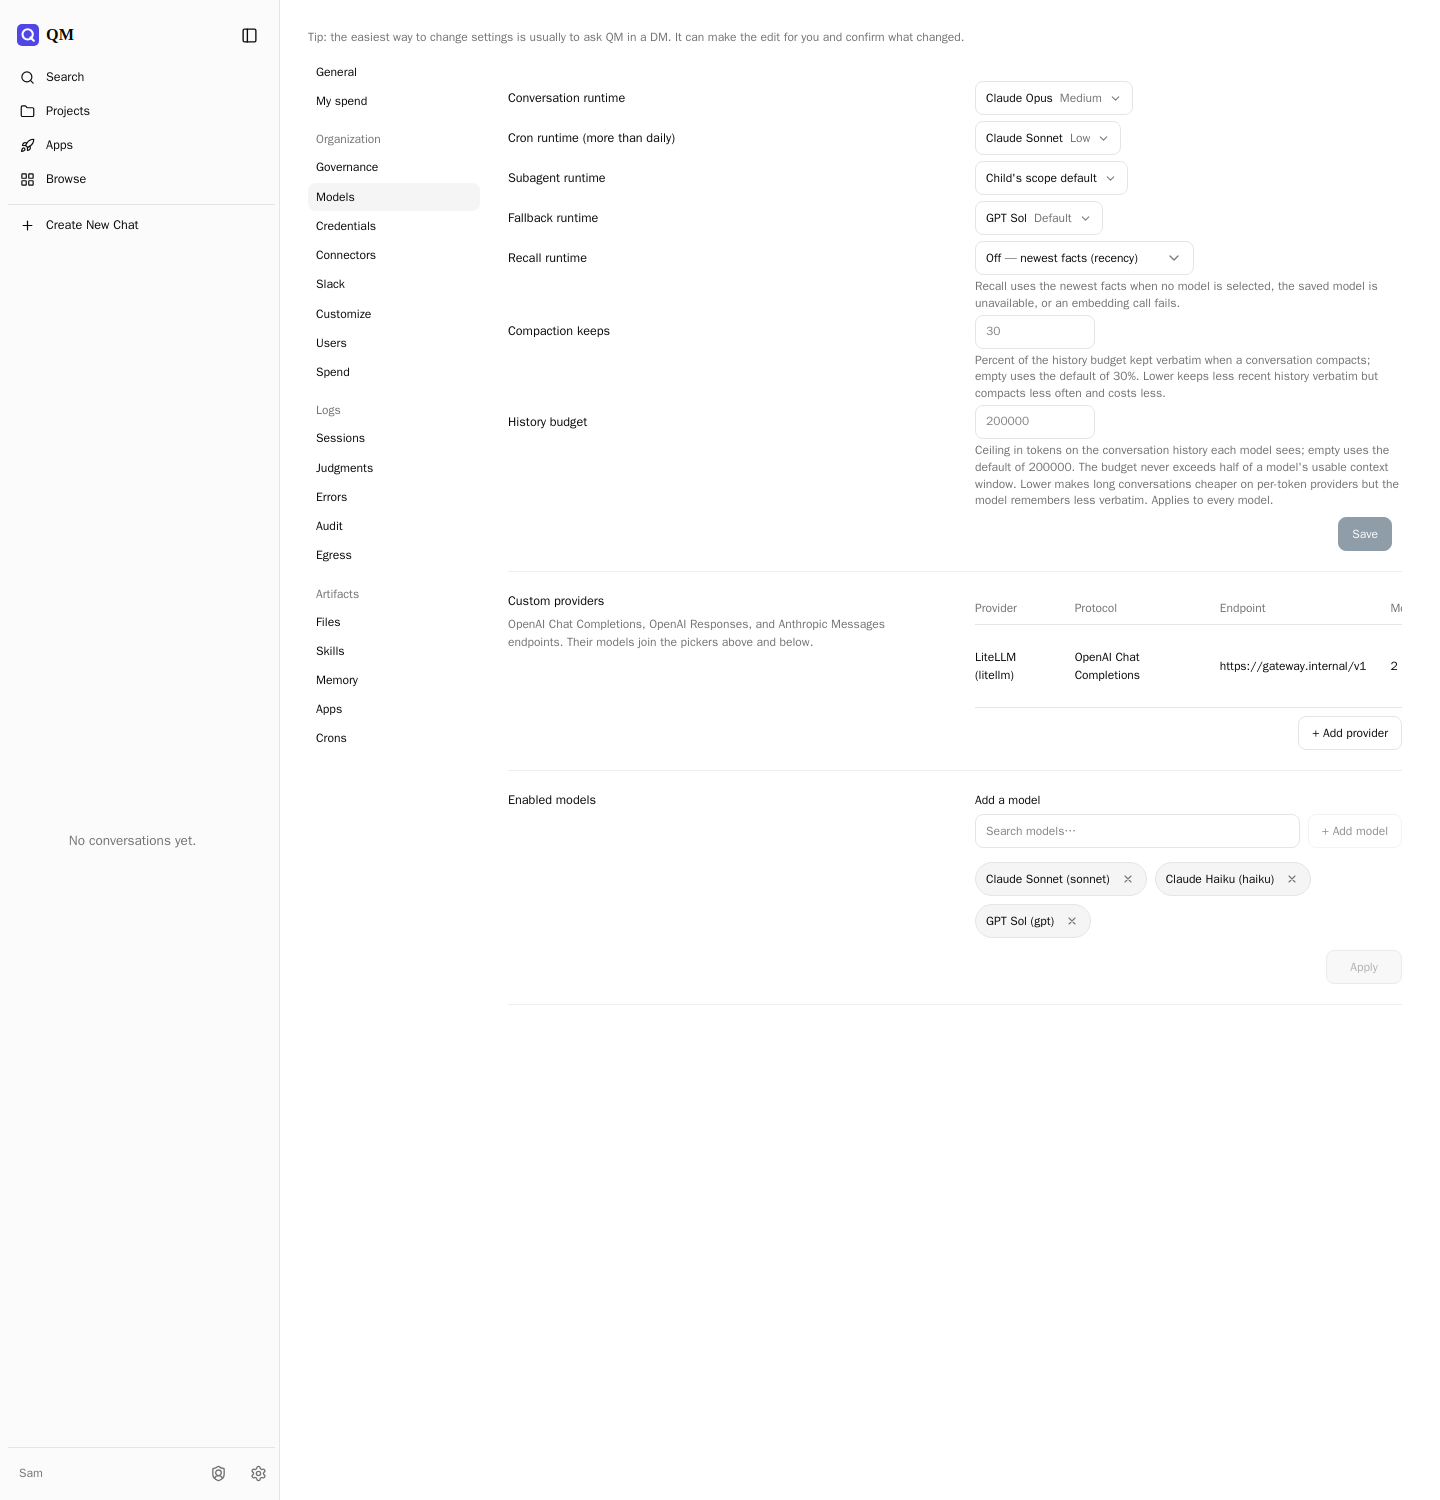 QM
Search
Projects
Apps
Browse
Create New Chat
No conversations yet.
Sam
Tip: the easiest way to change settings is usually to ask QM in a DM. It can make the edit for you and confirm what changed.
General
My spend
Organization
Governance
Models
Credentials
Connectors
Slack
Customize
Users
Spend
Logs
Sessions
Judgments
Errors
Audit
Egress
Artifacts
Files
Skills
Memory
Apps
Crons
Conversation runtime
Claude Opus Medium
Cron runtime (more than daily)
Claude Sonnet Low
Subagent runtime
Child's scope default
Fallback runtime
GPT Sol Default
Recall runtime
Off — newest facts (recency)
Recall uses the newest facts when no model is selected, the saved model is
unavailable, or an embedding call fails.
Compaction keeps
30
Percent of the history budget kept verbatim when a conversation compacts;
empty uses the default of 30%. Lower keeps less recent history verbatim but
compacts less often and costs less.
History budget
200000
Ceiling in tokens on the conversation history each model sees; empty uses the
default of 200000. The budget never exceeds half of a model's usable context
window. Lower makes long conversations cheaper on per-token providers but the
model remembers less verbatim. Applies to every model.
Save
Custom providers
OpenAI Chat Completions, OpenAI Responses, and Anthropic Messages
endpoints. Their models join the pickers above and below.
Provider Protocol Endpoint
LiteLLM
(litellm)
OpenAI Chat
Completions
https://gateway.internal/v1
2
+ Add provider
Enabled models
Add a model
Search models…
+ Add model
Claude Sonnet (sonnet)
Claude Haiku (haiku)
GPT Sol (gpt)
Apply